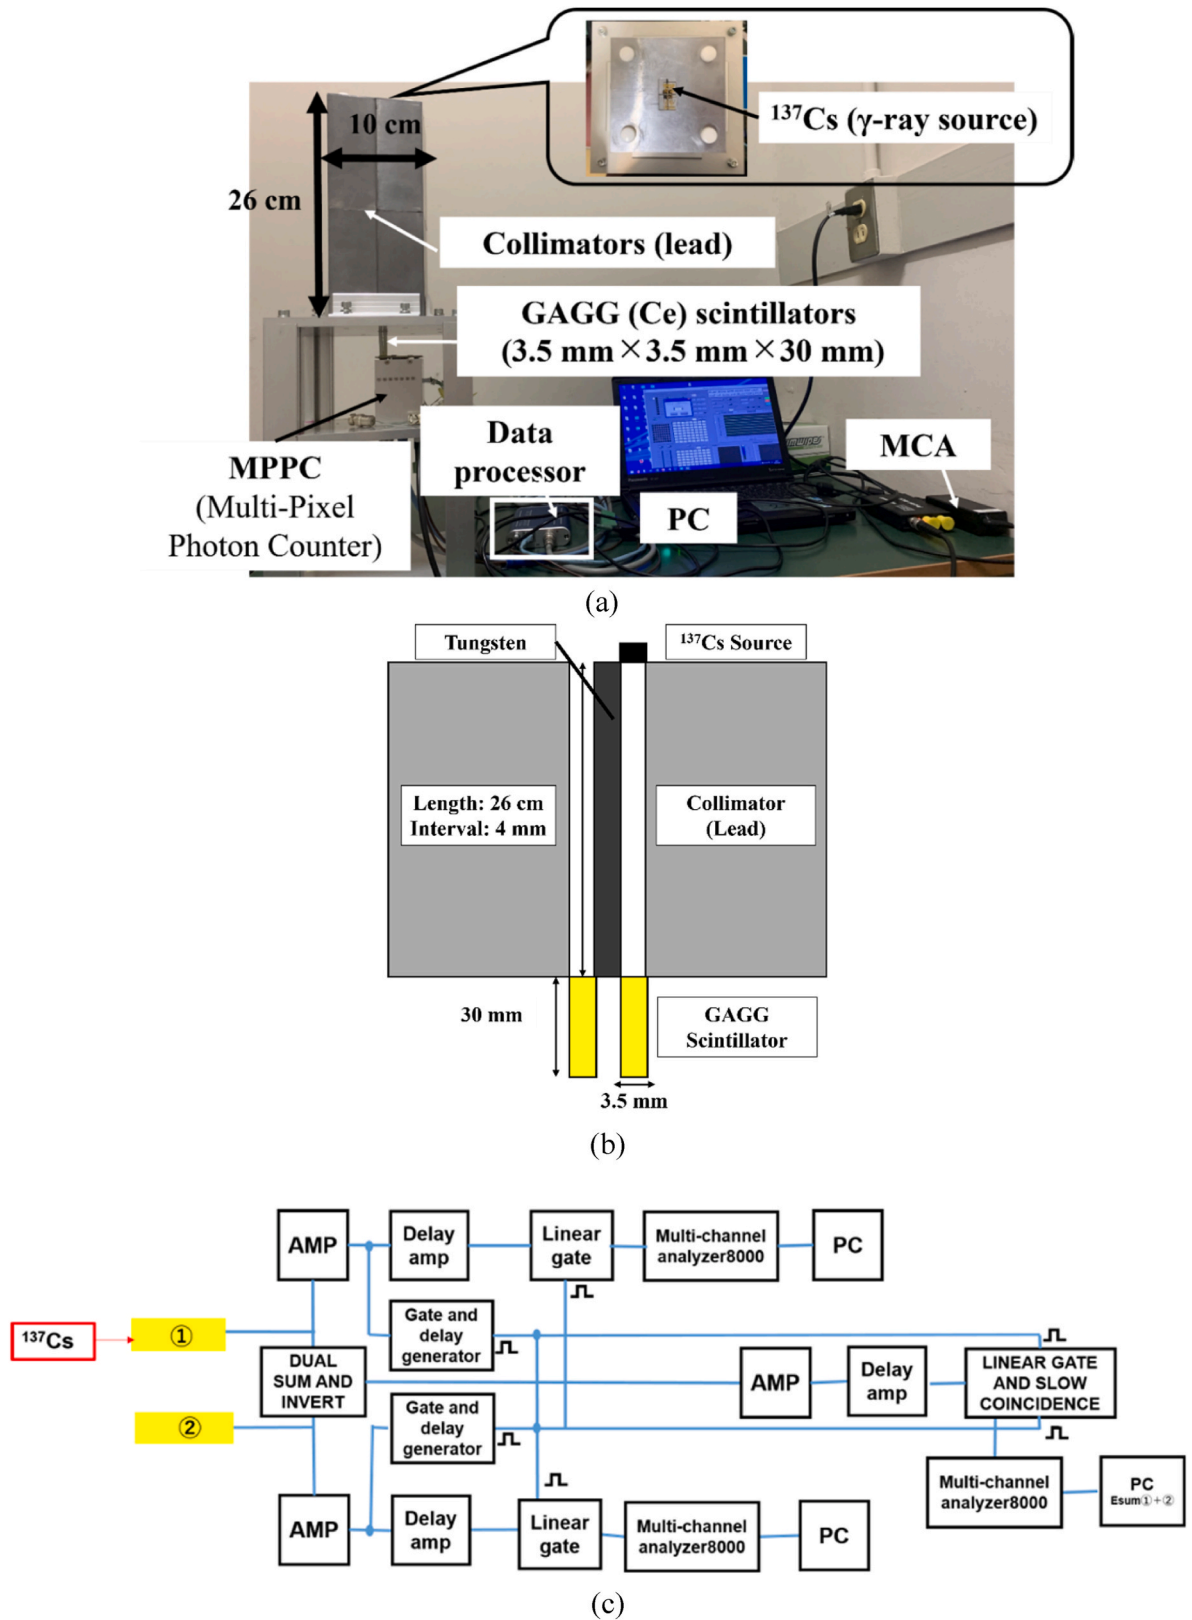 137Cs (γ-ray source)
10 cm
26 cm
Collimators (lead)
GAGG (Ce) scintillators
(3.5 mm×3.5 mm×30 mm)
Data
processor
MCA
MPPC
(Multi-Pixel
Photon Counter)
PC
(a)
Tungsten
137Cs Source
Length: 26 cm
Interval: 4 mm
Collimator
(Lead)
30 mm
GAGG
Scintillator
3.5 mm
(b)
AMP
Delay
amp
Linear
gate
Multi-channel
analyzer8000
PC
137Cs
①
Gate and
delay
generator
DUAL
SUM AND
INVERT
AMP
Delay
amp
LINEAR GATE
AND SLOW
COINCIDENCE
②
Gate and
delay
generator
Multi-channel
analyzer8000
PC
Esum①+②
AMP
Delay
amp
Linear
gate
Multi-channel
analyzer8000
PC
(c)